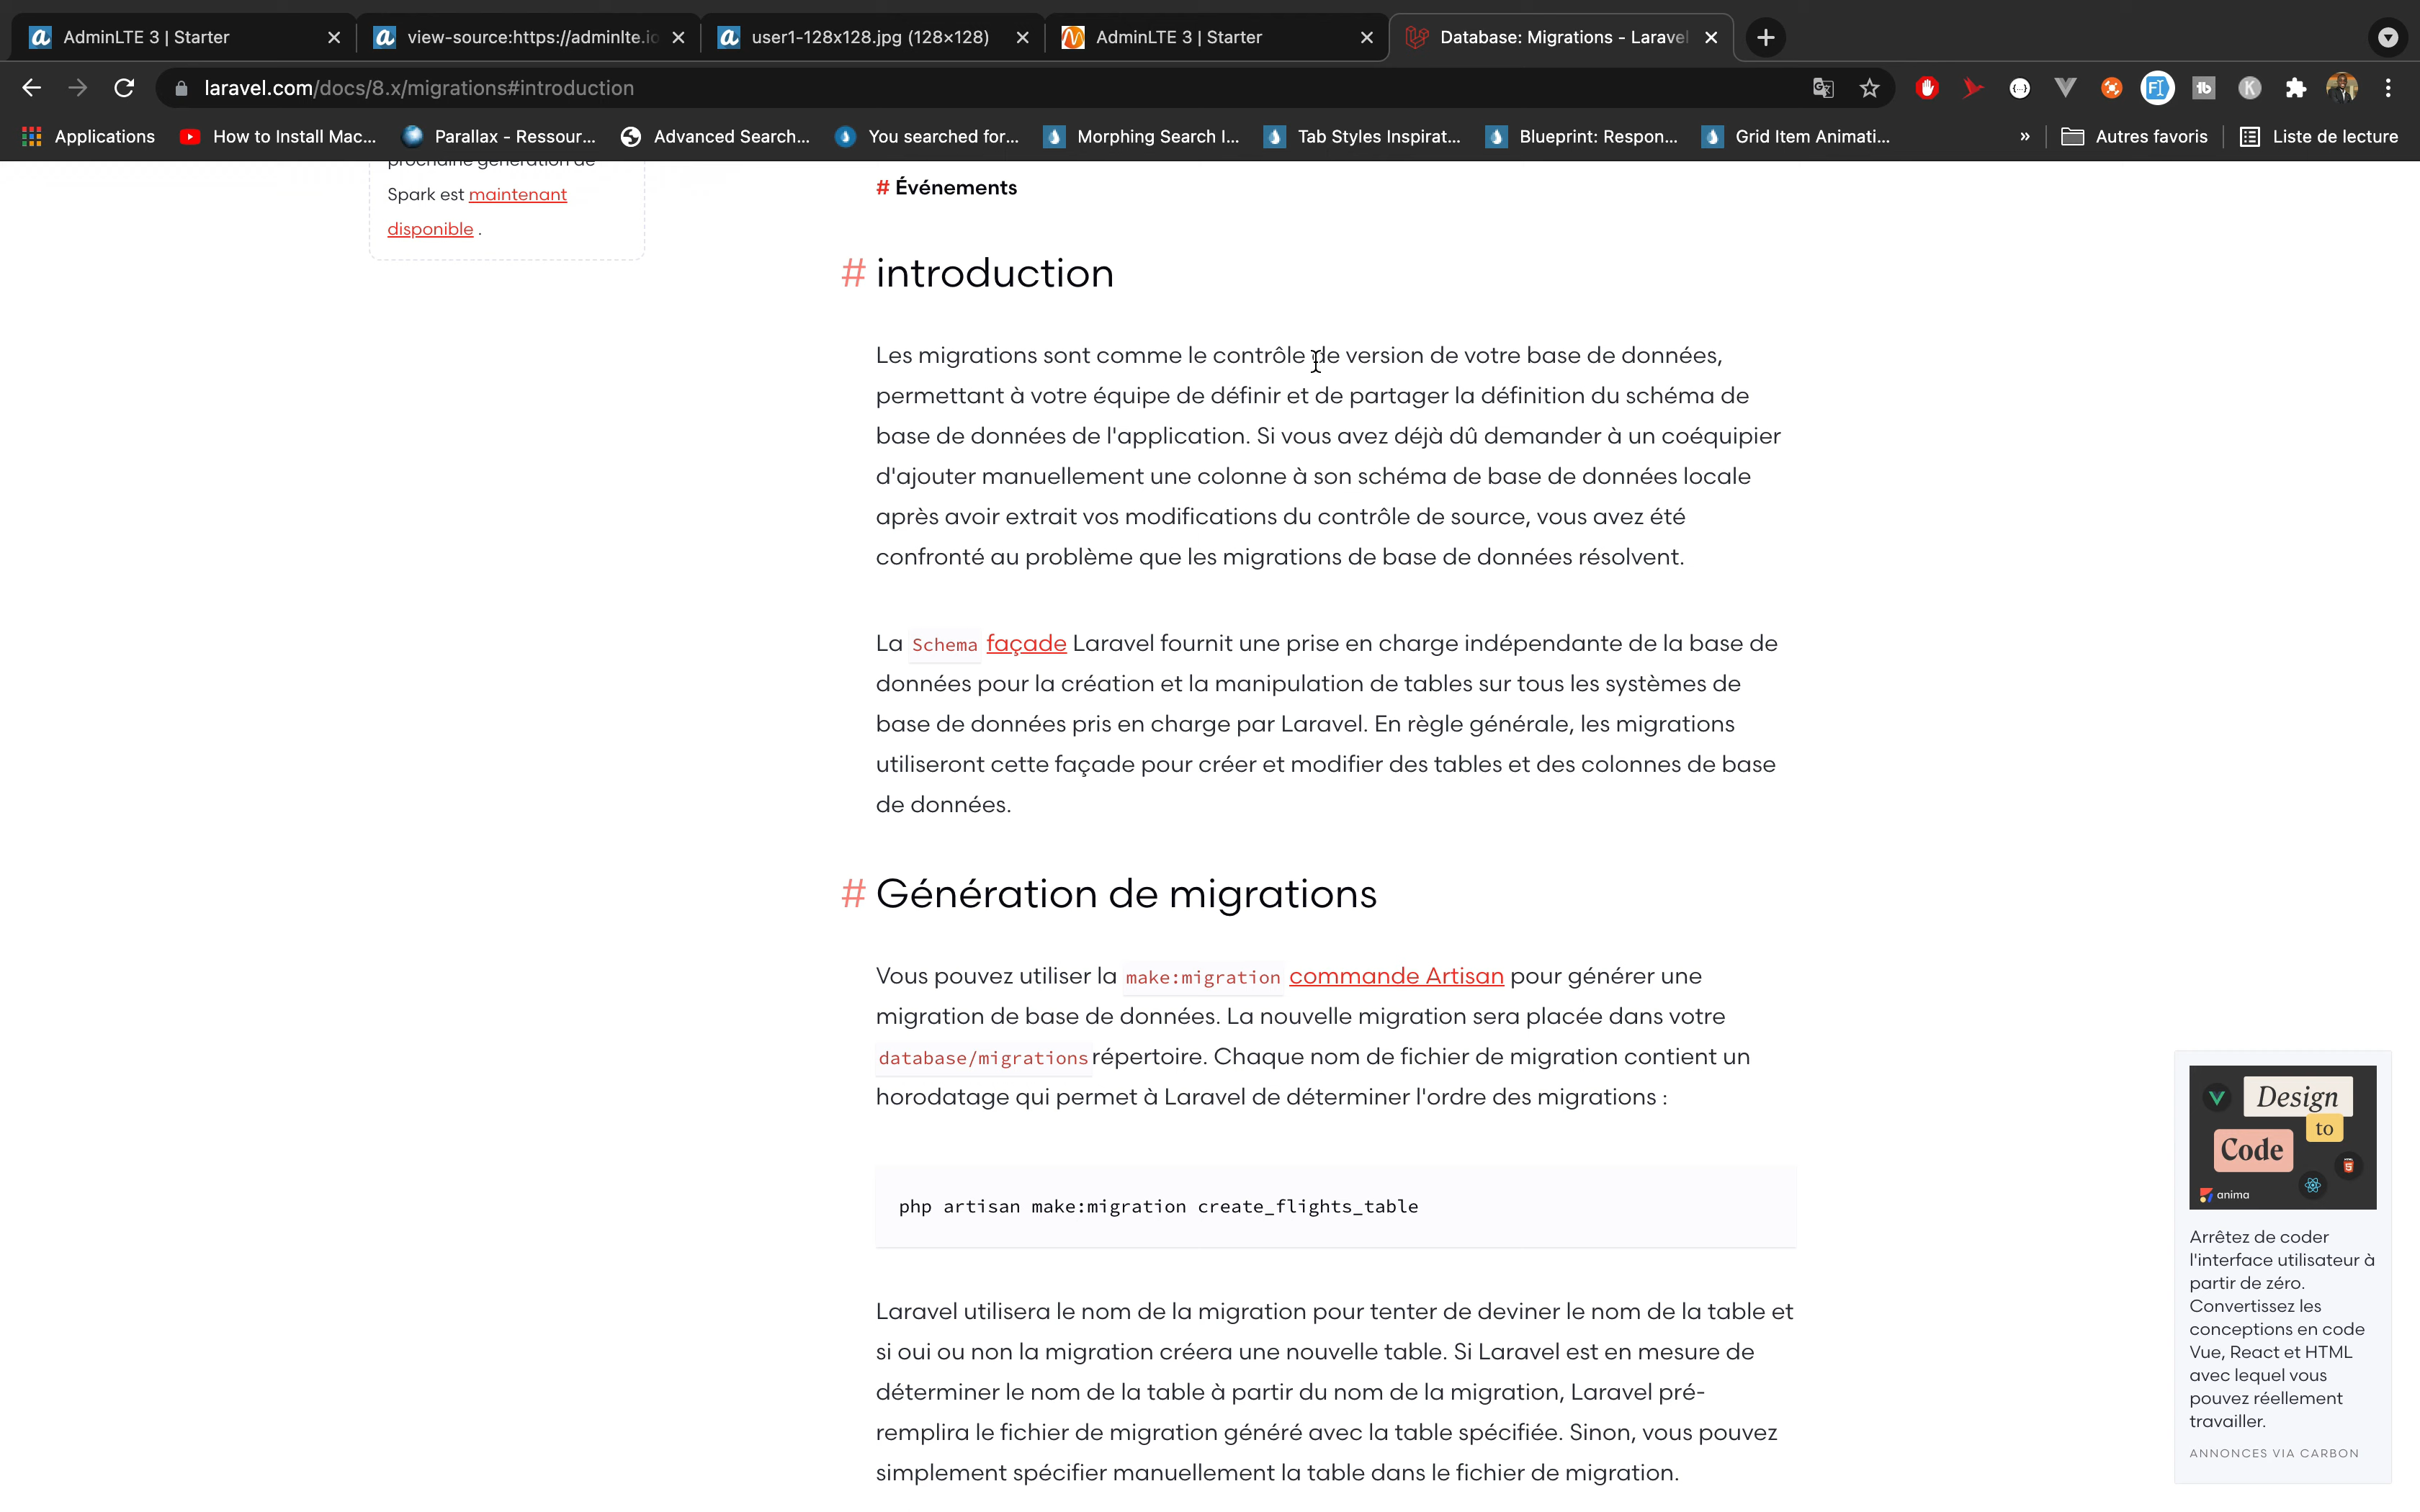 AdminLTE 3 | Starter
view-source:https://adminlte.io
user1-128x128.jpg (128×128)
AdminLTE 3 | Starter
Database: Migrations - Laravel
laravel.com/docs/8.x/migrations#introduction
Applications
How to Install Mac...
Parallax - Ressour...
Advanced Search...
You searched for...
Morphing Search I...
Tab Styles Inspirat...
Blueprint: Respon...
Grid Item Animati...
»
Autres favoris
Liste de lecture
prochaine génération de
Spark est maintenant
disponible .
# Événements
# introduction
Les migrations sont comme le contrôle de version de votre base de données,
permettant à votre équipe de définir et de partager la définition du schéma de
base de données de l'application. Si vous avez déjà dû demander à un coéquipier
d'ajouter manuellement une colonne à son schéma de base de données locale
après avoir extrait vos modifications du contrôle de source, vous avez été
confronté au problème que les migrations de base de données résolvent.
La Schema façade Laravel fournit une prise en charge indépendante de la base de
données pour la création et la manipulation de tables sur tous les systèmes de
base de données pris en charge par Laravel. En règle générale, les migrations
utiliseront cette façade pour créer et modifier des tables et des colonnes de base
de données.
# Génération de migrations
Vous pouvez utiliser la make:migration commande Artisan pour générer une
migration de base de données. La nouvelle migration sera placée dans votre
database/migrations répertoire. Chaque nom de fichier de migration contient un
horodatage qui permet à Laravel de déterminer l'ordre des migrations :
php artisan make:migration create_flights_table
Laravel utilisera le nom de la migration pour tenter de deviner le nom de la table et
si oui ou non la migration créera une nouvelle table. Si Laravel est en mesure de
déterminer le nom de la table à partir du nom de la migration, Laravel pré-
remplira le fichier de migration généré avec la table spécifiée. Sinon, vous pouvez
simplement spécifier manuellement la table dans le fichier de migration.
Design
to
Code
anima
Arrêtez de coder
l'interface utilisateur à
partir de zéro.
Convertissez les
conceptions en code
Vue, React et HTML
avec lequel vous
pouvez réellement
travailler.
ANNONCES VIA CARBON